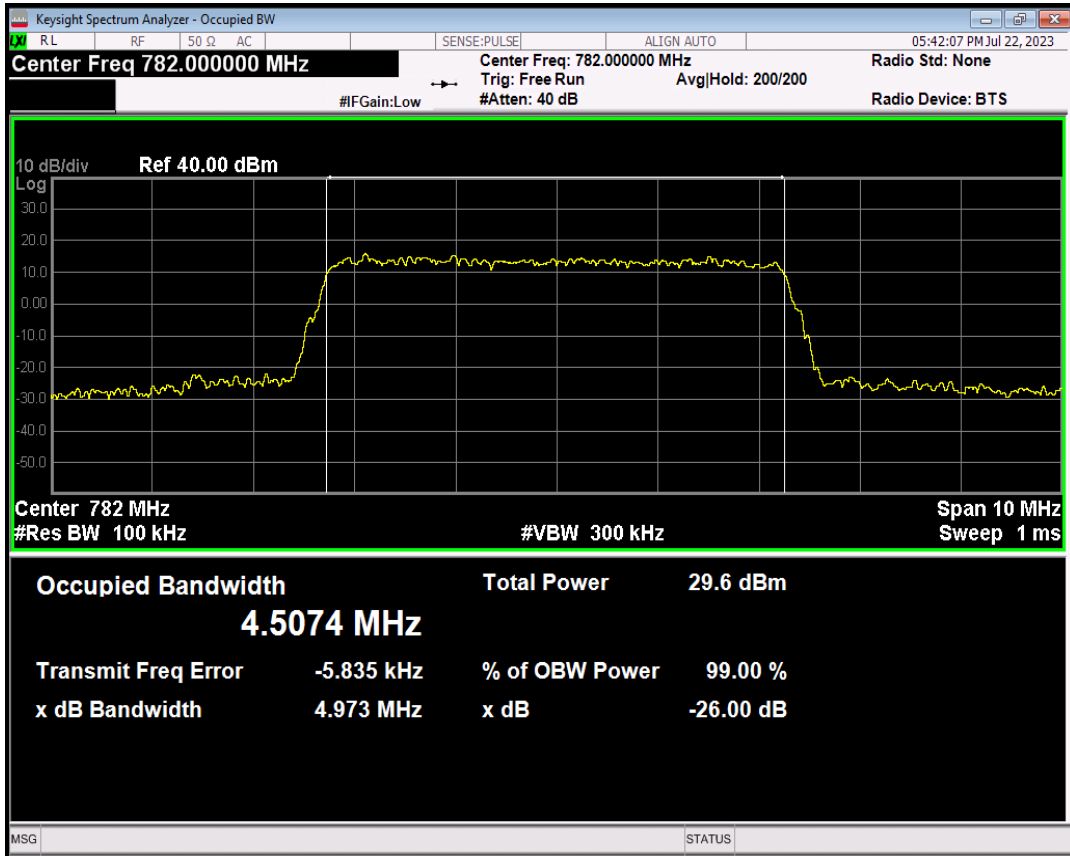 Keysight Spectrum Analyzer - Occupied BW
LXI RL RF 50 Ω AC SENSE:PULSE ALIGN AUTO 05:42:07 PM Jul 22, 2023
Center Freq 782.000000 MHz Center Freq: 782.000000 MHz Radio Std: None
Trig: Free Run Avg|Hold: 200/200
#IFGain:Low #Atten: 40 dB Radio Device: BTS
10 dB/div Ref 40.00 dBm
Log
30.0
20.0
10.0
0.00
-10.0
-20.0
-30.0
-40.0
-50.0
Center 782 MHz Span 10 MHz
#Res BW 100 kHz #VBW 300 kHz Sweep 1 ms
Occupied Bandwidth Total Power 29.6 dBm
4.5074 MHz
Transmit Freq Error -5.835 kHz % of OBW Power 99.00 %
x dB Bandwidth 4.973 MHz x dB -26.00 dB
MSG STATUS